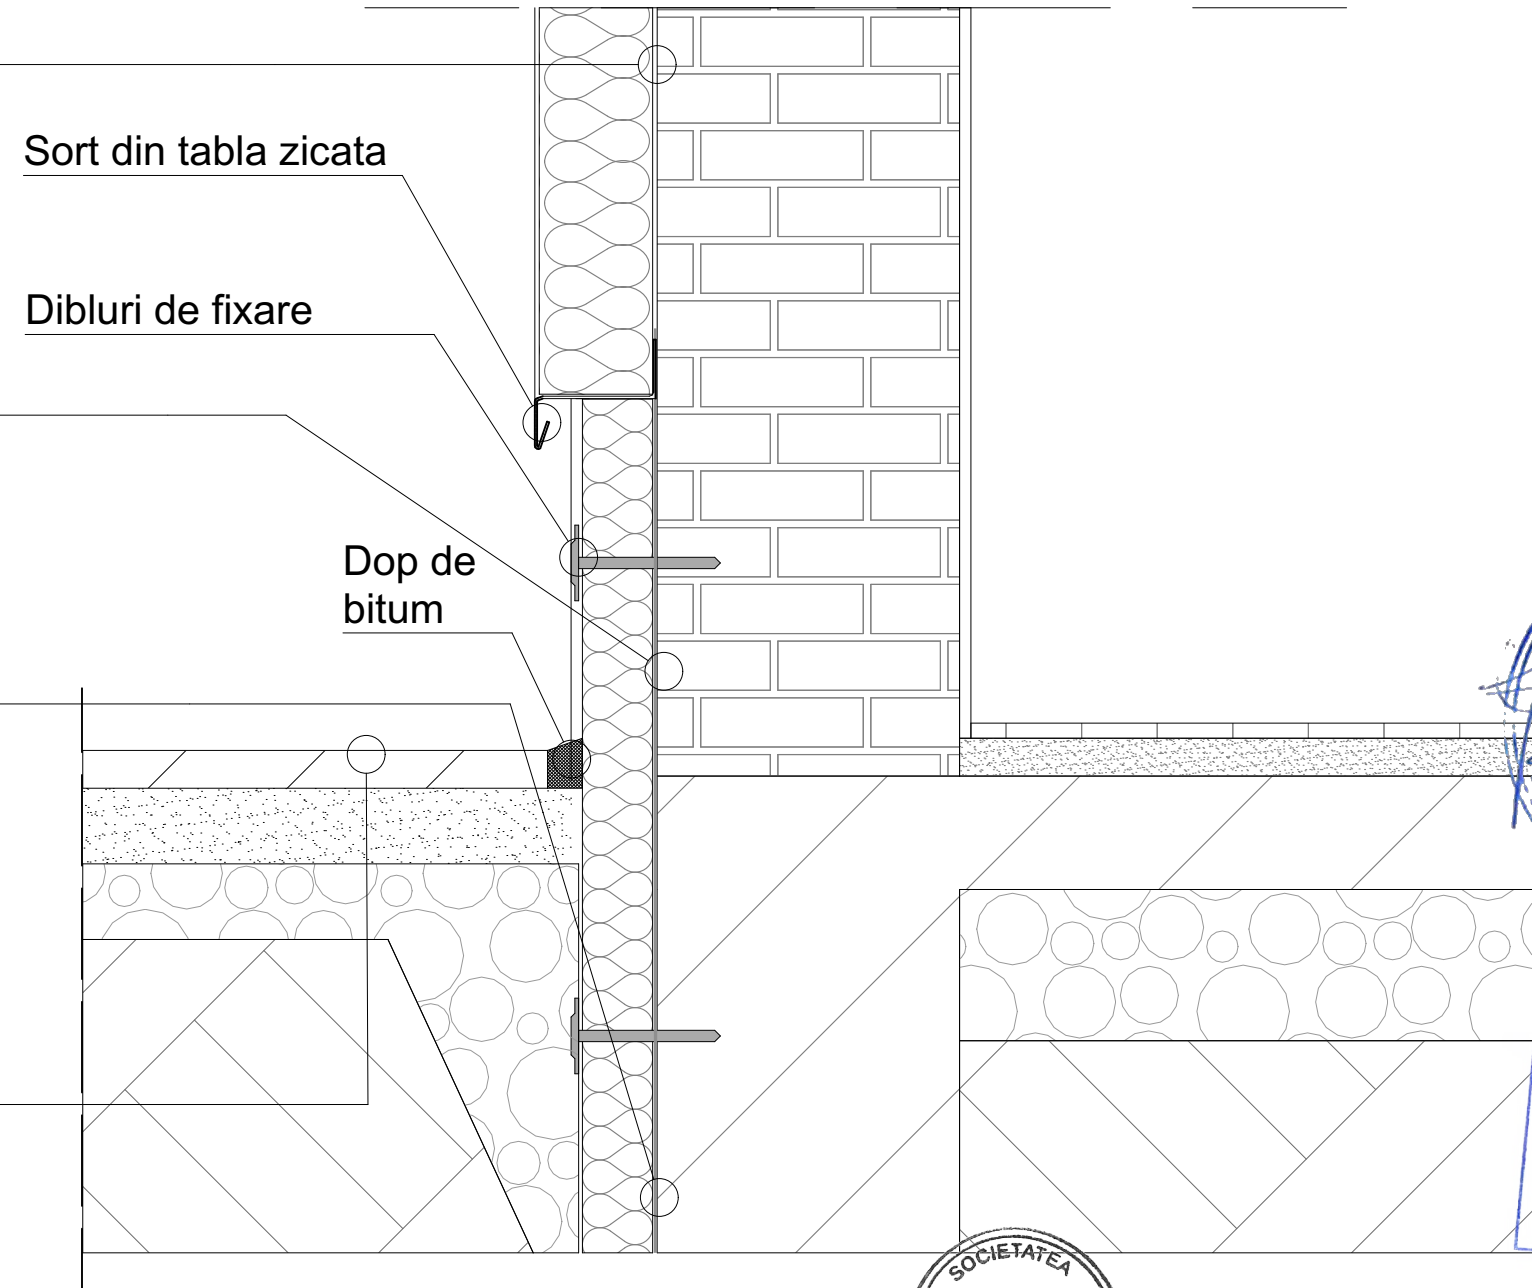 Sort din tabla zicata
Dibluri de fixare
Dop de
bitum
SOCIETATEA